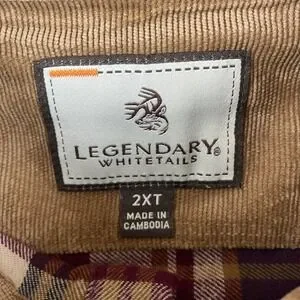 LEGENDARY®
WHITETAILS
2XT
MADE IN
CAMBODIA